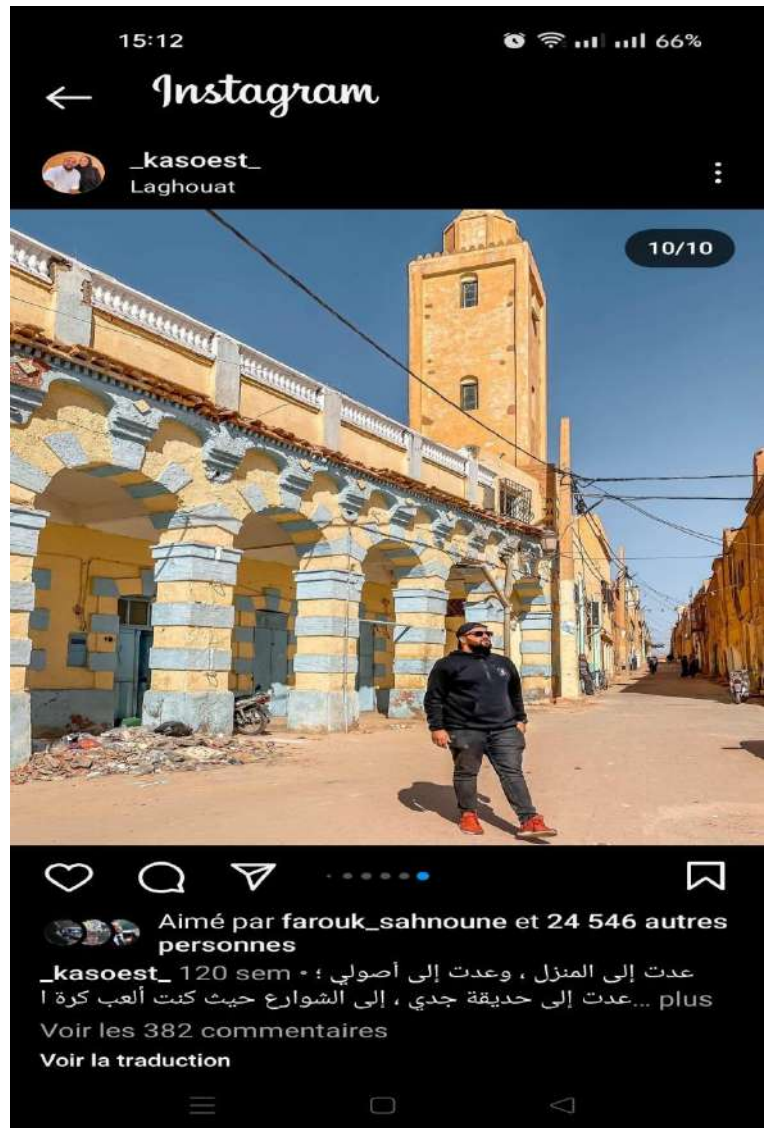 15:12 66%
Instagram
_kasoest_
Laghouat
10/10
Aimé par farouk_sahnoune et 24 546 autres
personnes
_kasoest_ 120 sem • عدت إلى المنزل ، وعدت إلى أصولي ؛
عدت إلى حديقة جدي ، إلى الشوارع حيث كنت ألعب كرة ا... plus
Voir les 382 commentaires
Voir la traduction